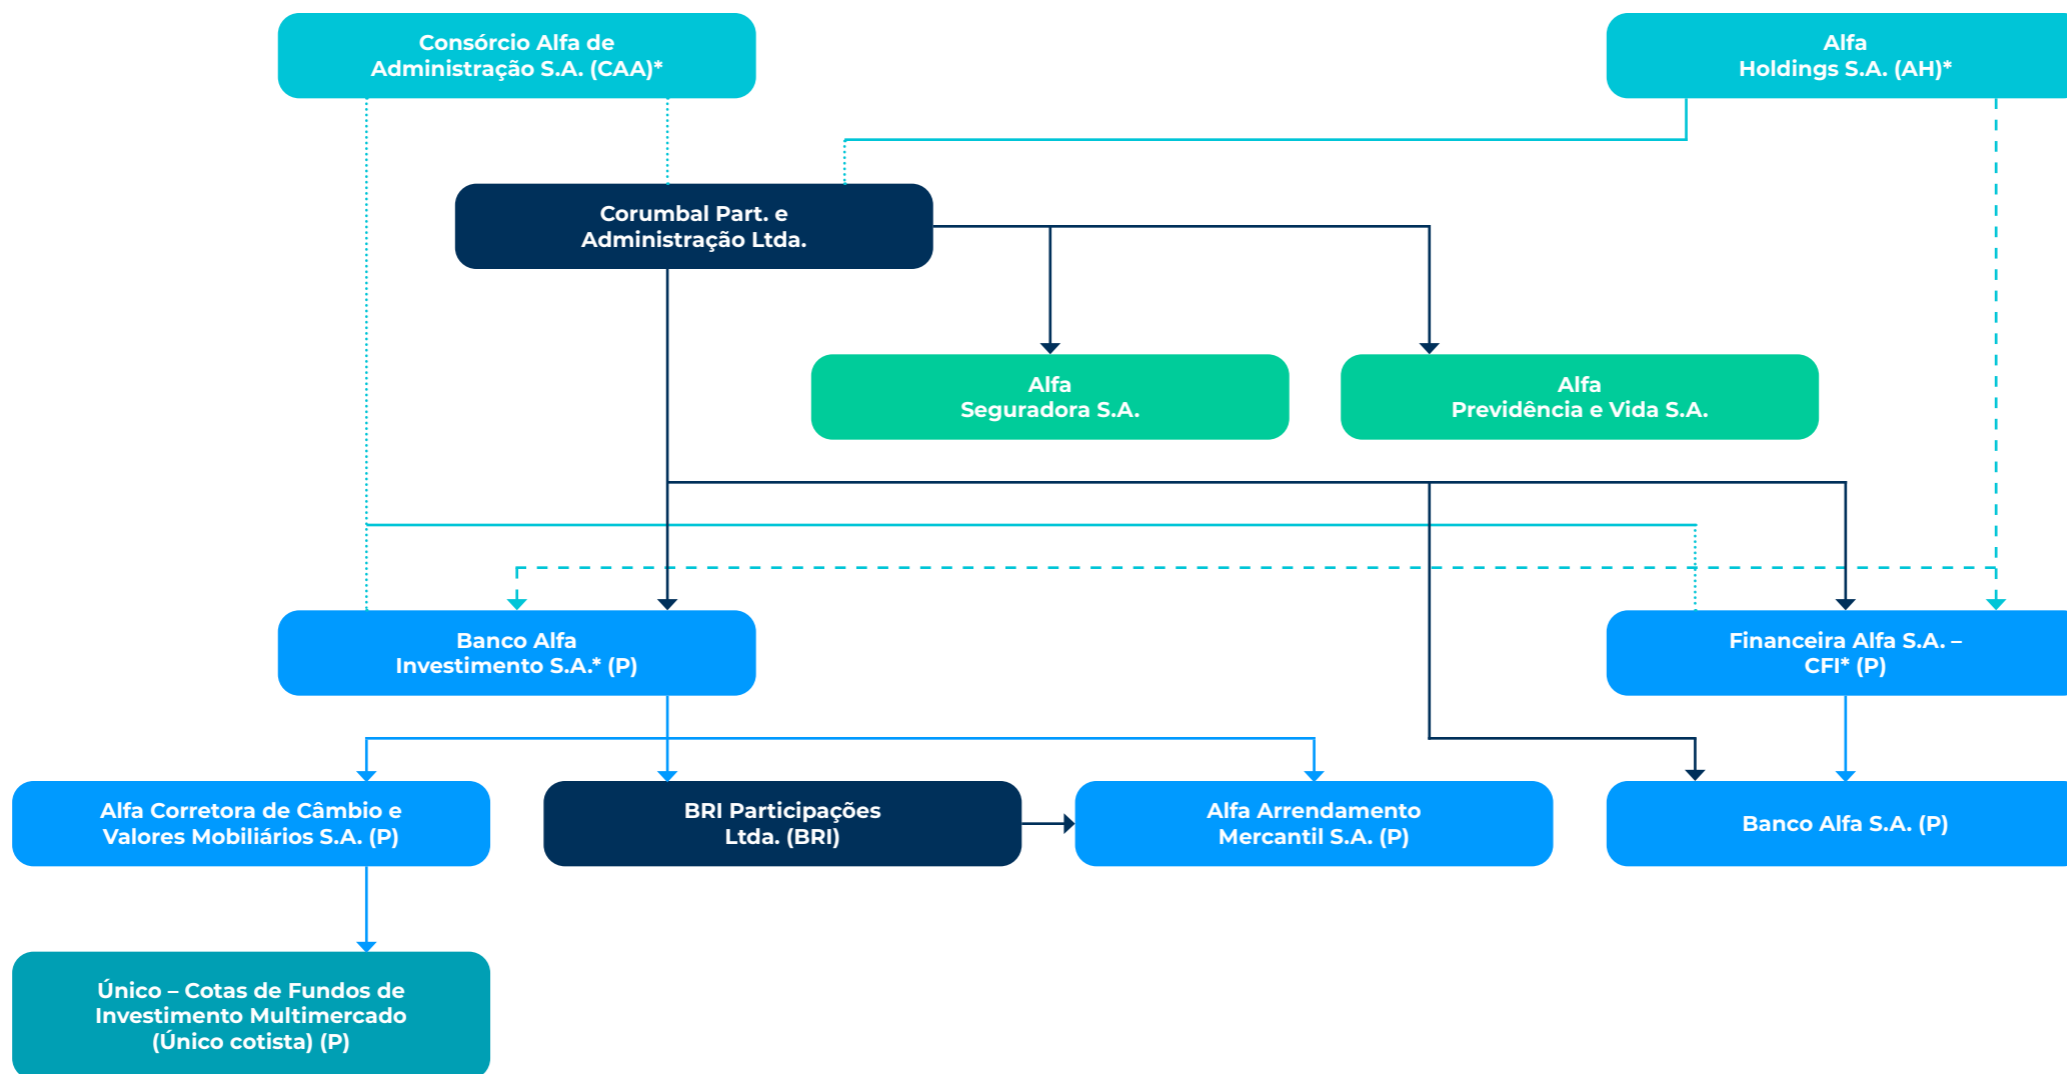 Consórcio Alfa de
Administração S.A. (CAA)*
Alfa
Holdings S.A. (AH)*
Corumbal Part. e
Administração Ltda.
Alfa
Seguradora S.A.
Alfa
Previdência e Vida S.A.
Banco Alfa
Investimento S.A.* (P)
Financeira Alfa S.A. –
CFI* (P)
Alfa Corretora de Câmbio e
Valores Mobiliários S.A. (P)
BRI Participações
Ltda. (BRI)
Alfa Arrendamento
Mercantil S.A. (P)
Banco Alfa S.A. (P)
Único – Cotas de Fundos de
Investimento Multimercado
(Único cotista) (P)